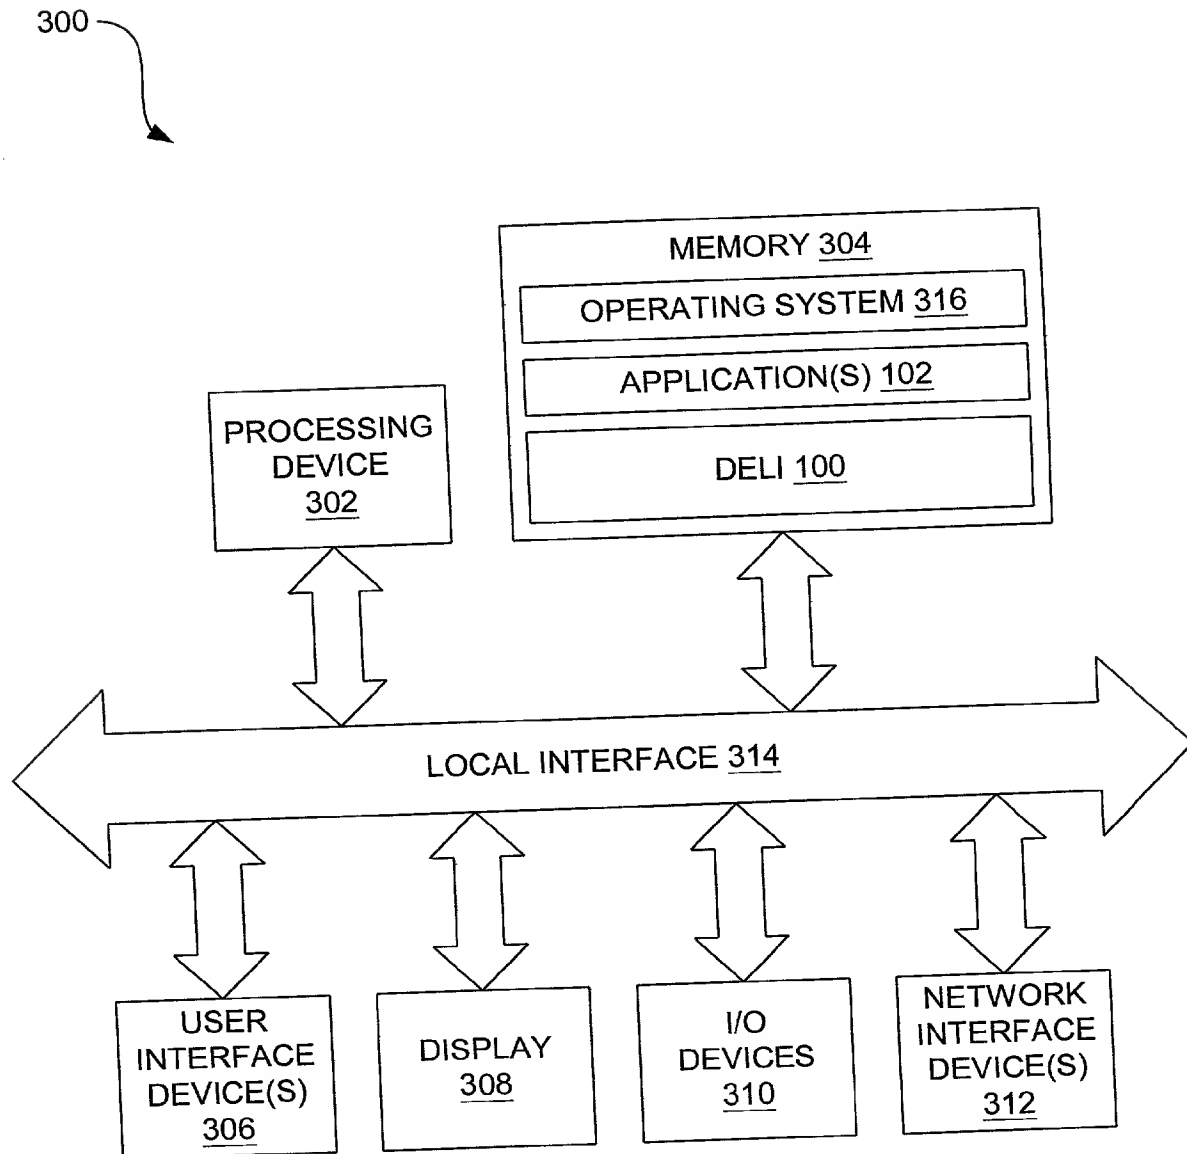 300
MEMORY 304
OPERATING SYSTEM 316
APPLICATION(S) 102
DELI 100
PROCESSING
DEVICE
302
LOCAL INTERFACE 314
USER
INTERFACE
DEVICE(S)
306
DISPLAY
308
I/O
DEVICES
310
NETWORK
INTERFACE
DEVICE(S)
312